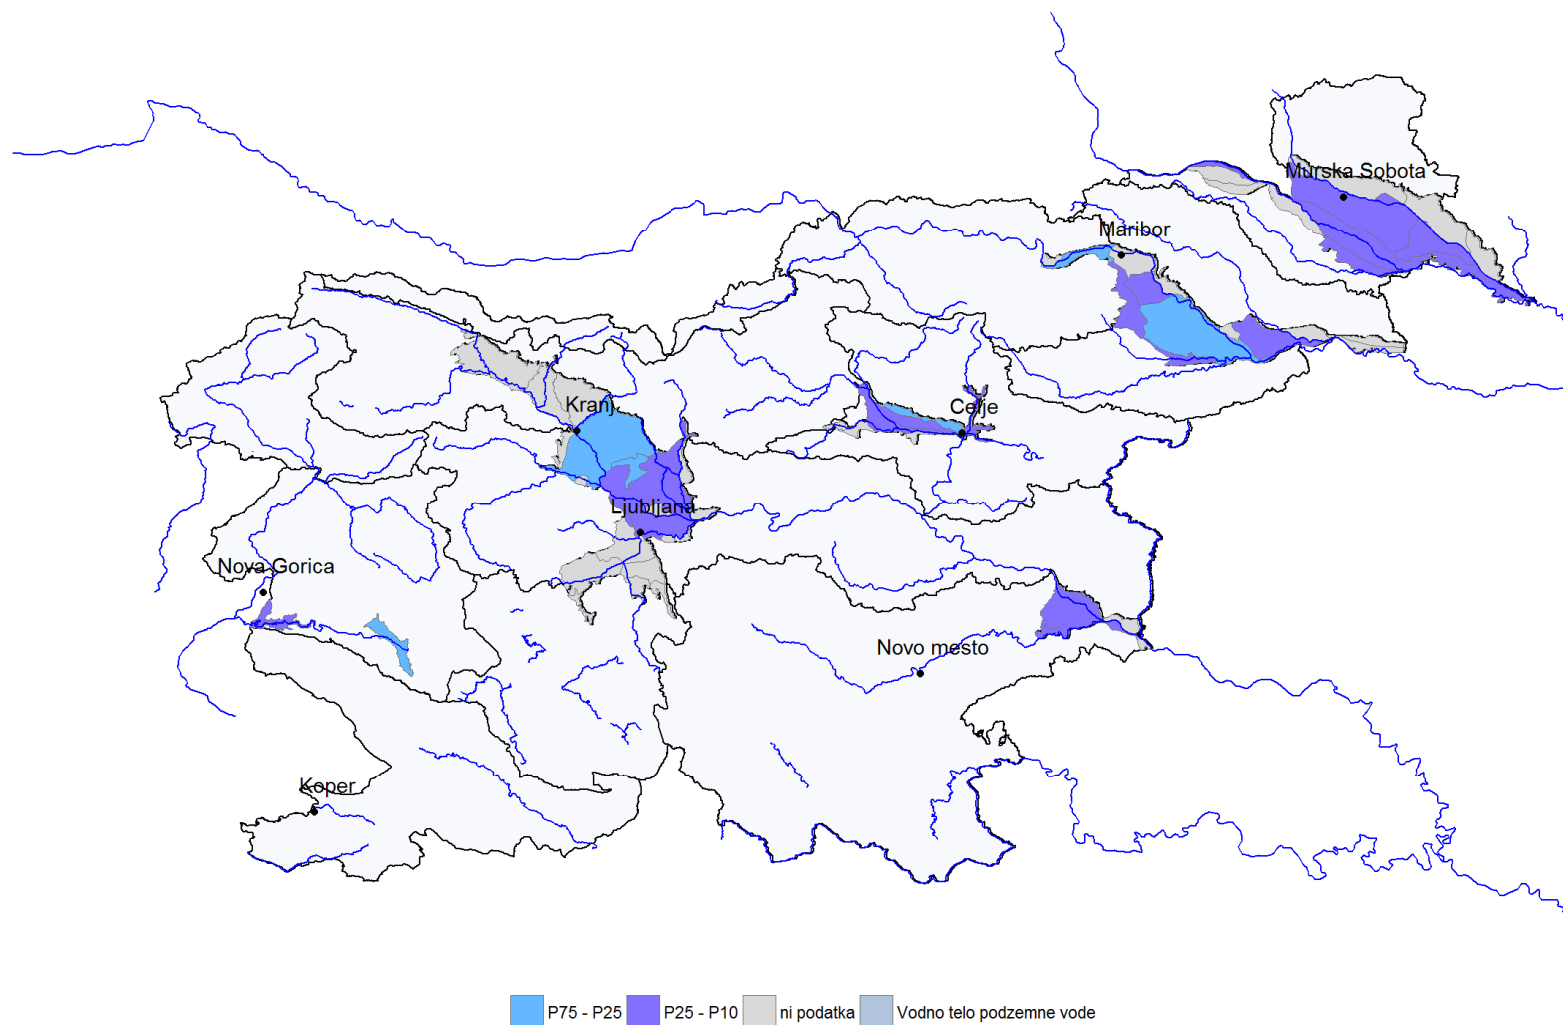 Murska Sobota
Maribor
Kranj
Celje
Ljubljana
Nova Gorica
Novo mesto
Koper
P75 - P25
P25 - P10
ni podatka
Vodno telo podzemne vode